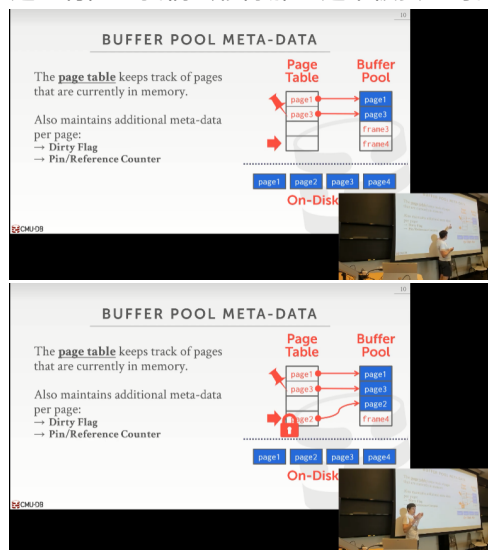 10
BUFFER POOL META-DATA
The page table keeps track of pages
that are currently in memory.
Also maintains additional meta-data
per page:
→ Dirty Flag
→ Pin/Reference Counter
Page
Table
Buffer
Pool
page1
page3
page1
page3
frame3
frame4
page1 page2 page3 page4
On-Disk
CMU-DB
10
BUFFER POOL META-DATA
The page table keeps track of pages
that are currently in memory.
Also maintains additional meta-data
per page:
→ Dirty Flag
→ Pin/Reference Counter
Page
Table
Buffer
Pool
page1
page3
page2
page1
page3
page2
frame4
page1 page2 page3 page4
On-Disk
CMU-DB